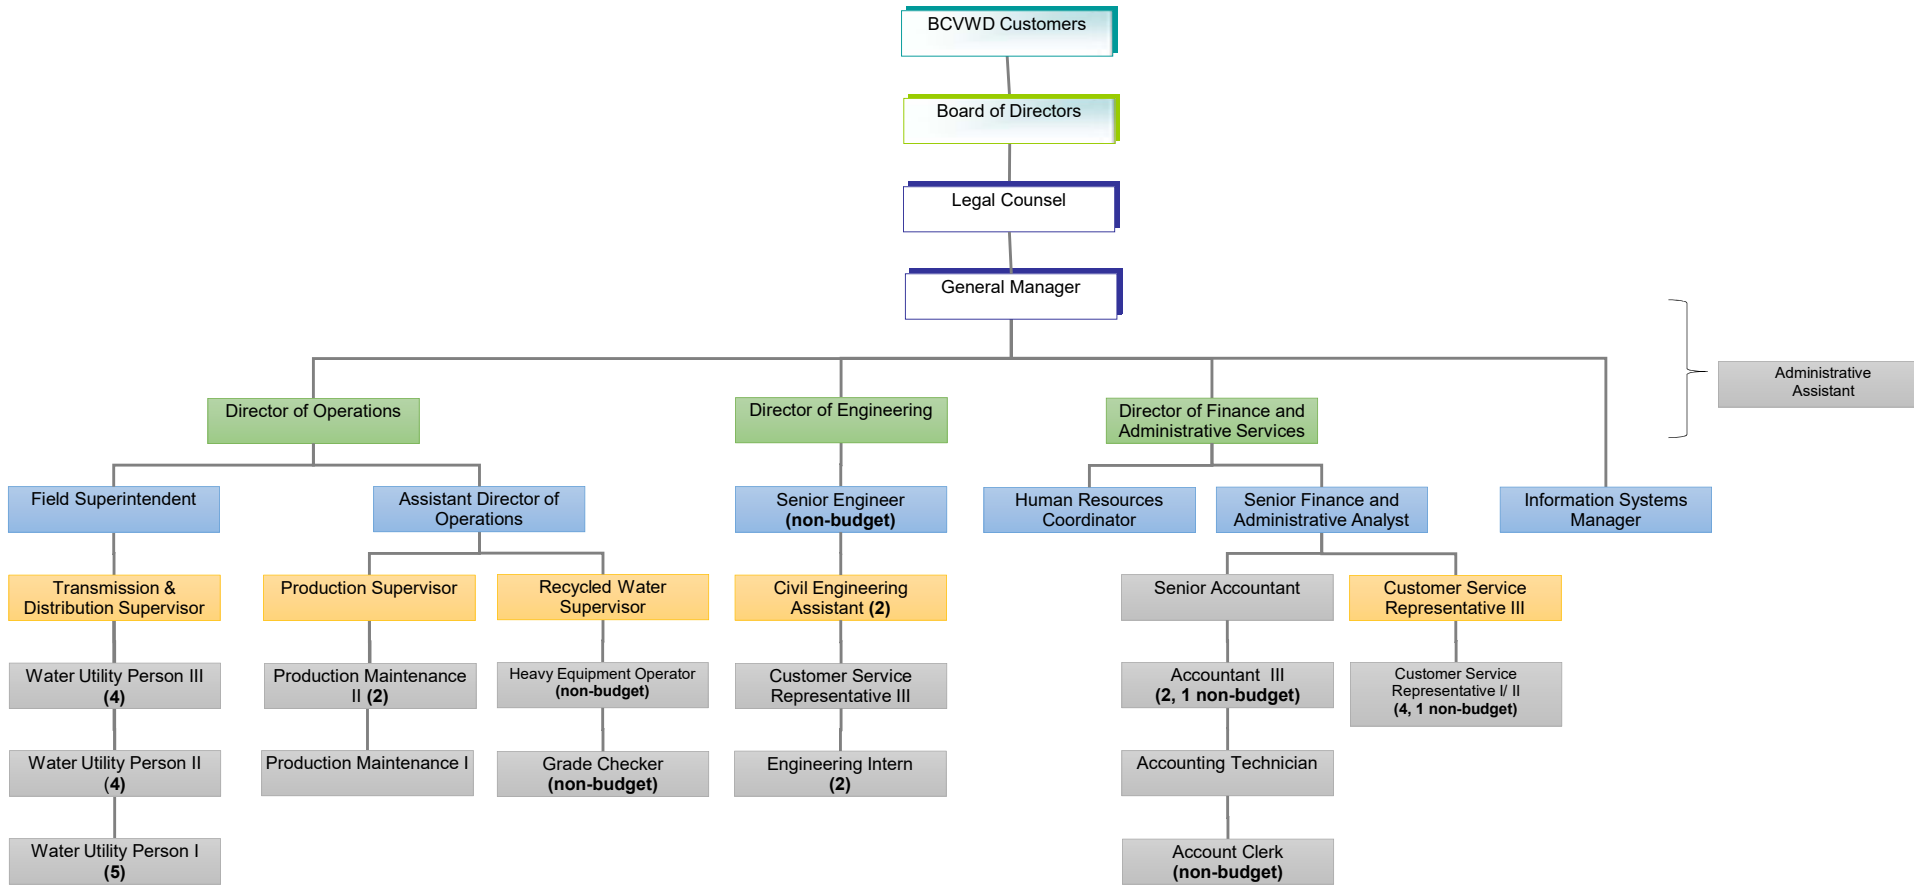 BCVWD Customers
Board of Directors
Legal Counsel
General Manager
Administrative
Assistant
Director of Operations
Director of Engineering
Director of Finance and
Administrative Services
Field Superintendent
Assistant Director of
Operations
Senior Engineer
(non-budget)
Human Resources
Coordinator
Senior Finance and
Administrative Analyst
Information Systems
Manager
Transmission &
Distribution Supervisor
Production Supervisor
Recycled Water
Supervisor
Civil Engineering
Assistant (2)
Senior Accountant
Customer Service
Representative III
Water Utility Person III
(4)
Production Maintenance
II (2)
Heavy Equipment Operator
(non-budget)
Customer Service
Representative III
Accountant III
(2, 1 non-budget)
Customer Service
Representative I/ II
(4, 1 non-budget)
Water Utility Person II
(4)
Production Maintenance I
Grade Checker
(non-budget)
Engineering Intern
(2)
Accounting Technician
Water Utility Person I
(5)
Account Clerk
(non-budget)